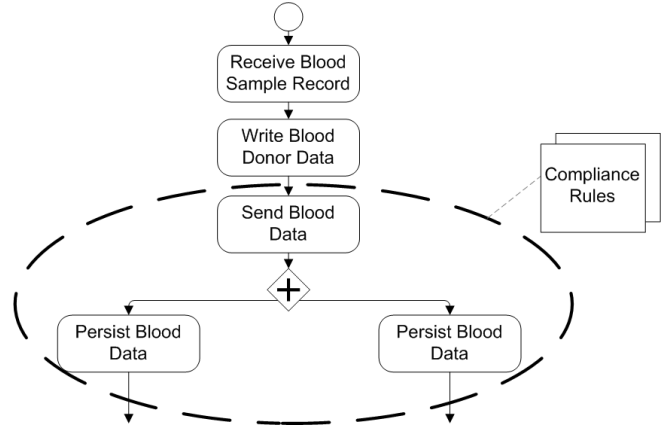 Receive Blood
Sample Record
Write Blood
Donor Data
Compliance
Rules
Send Blood
Data
Persist Blood
Data
Persist Blood
Data